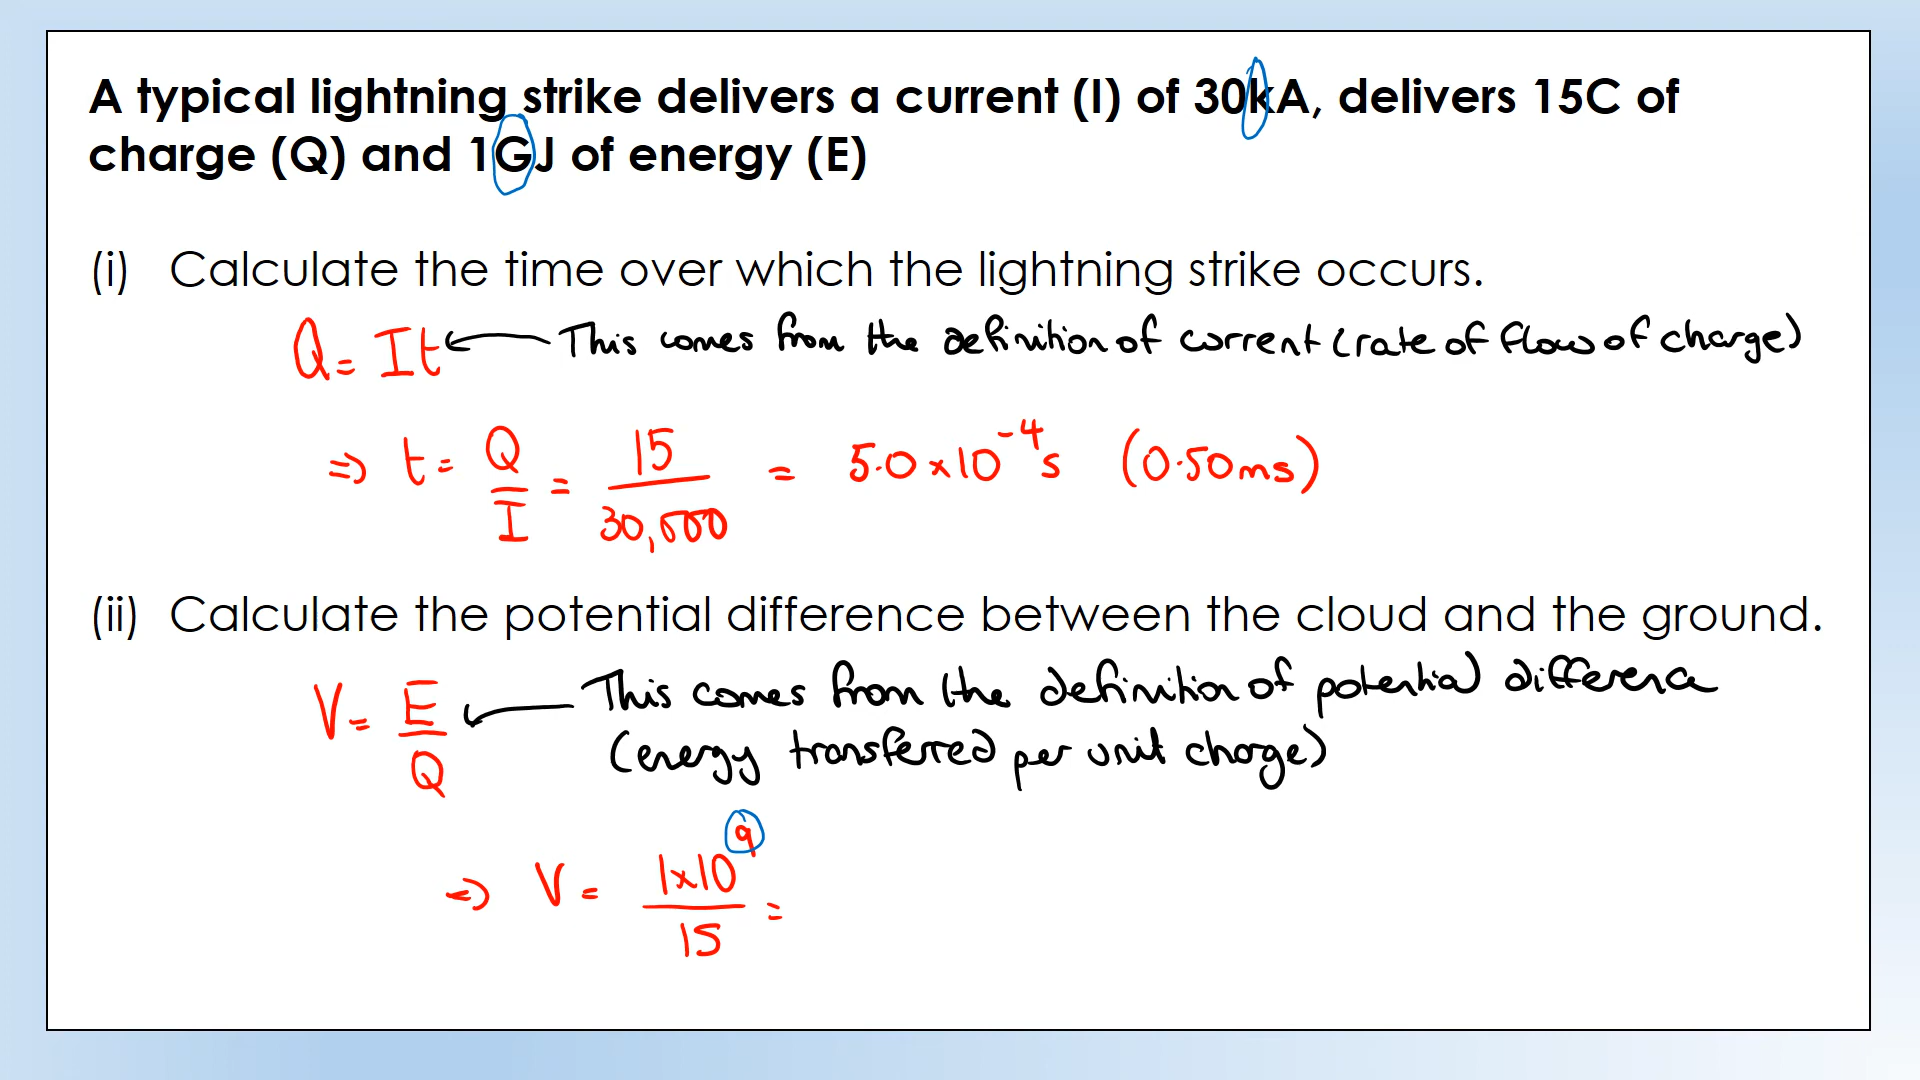 A typical lightning strike delivers a current (I) of 30kA, delivers 15C of
charge (Q) and 1GJ of energy (E)
(i) Calculate the time over which the lightning strike occurs.
Q = It ← This comes from the definition of current (rate of flow of charge)
⇒ t = Q/I = 15/30,000 = 5.0 × 10⁻⁴ s (0.50ms)
(ii) Calculate the potential difference between the cloud and the ground.
V = E/Q ← This comes from the definition of potential difference
(energy transferred per unit charge)
⇒ V = 1×10⁹/15 =